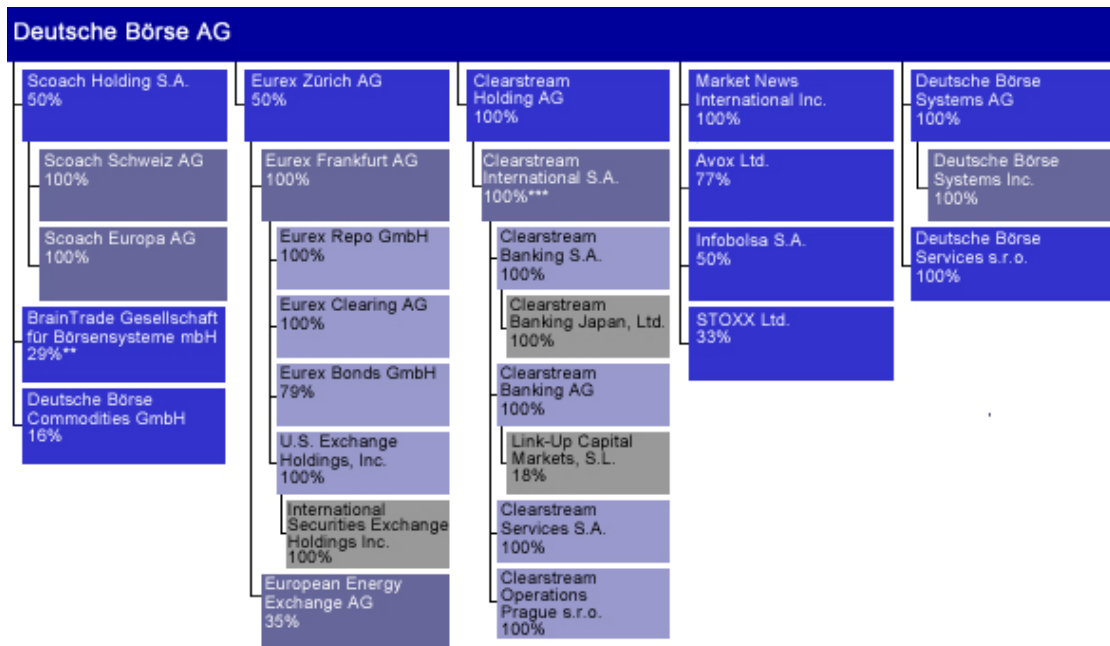 Deutsche Börse AG
Scoach Holding S.A.
50%
Scoach Schweiz AG
100%
Scoach Europa AG
100%
BrainTrade Gesellschaft
für Börsensysteme mbH
29%**
Deutsche Börse
Commodities GmbH
16%
Eurex Zürich AG
50%
Eurex Frankfurt AG
100%
Eurex Repo GmbH
100%
Eurex Clearing AG
100%
Eurex Bonds GmbH
79%
U.S. Exchange
Holdings, Inc.
100%
International
Securities Exchange
Holdings Inc.
100%
European Energy
Exchange AG
35%
Clearstream
Holding AG
100%
Clearstream
International S.A.
100%***
Clearstream
Banking S.A.
100%
Clearstream
Banking Japan, Ltd.
100%
Clearstream
Banking AG
100%
Link-Up Capital
Markets, S.L.
18%
Clearstream
Services S.A.
100%
Clearstream
Operations
Prague s.r.o.
100%
Market News
International Inc.
100%
Avox Ltd.
77%
Infobolsa S.A.
50%
STOXX Ltd.
33%
Deutsche Börse
Systems AG
100%
Deutsche Börse
Systems Inc.
100%
Deutsche Börse
Services s.r.o.
100%